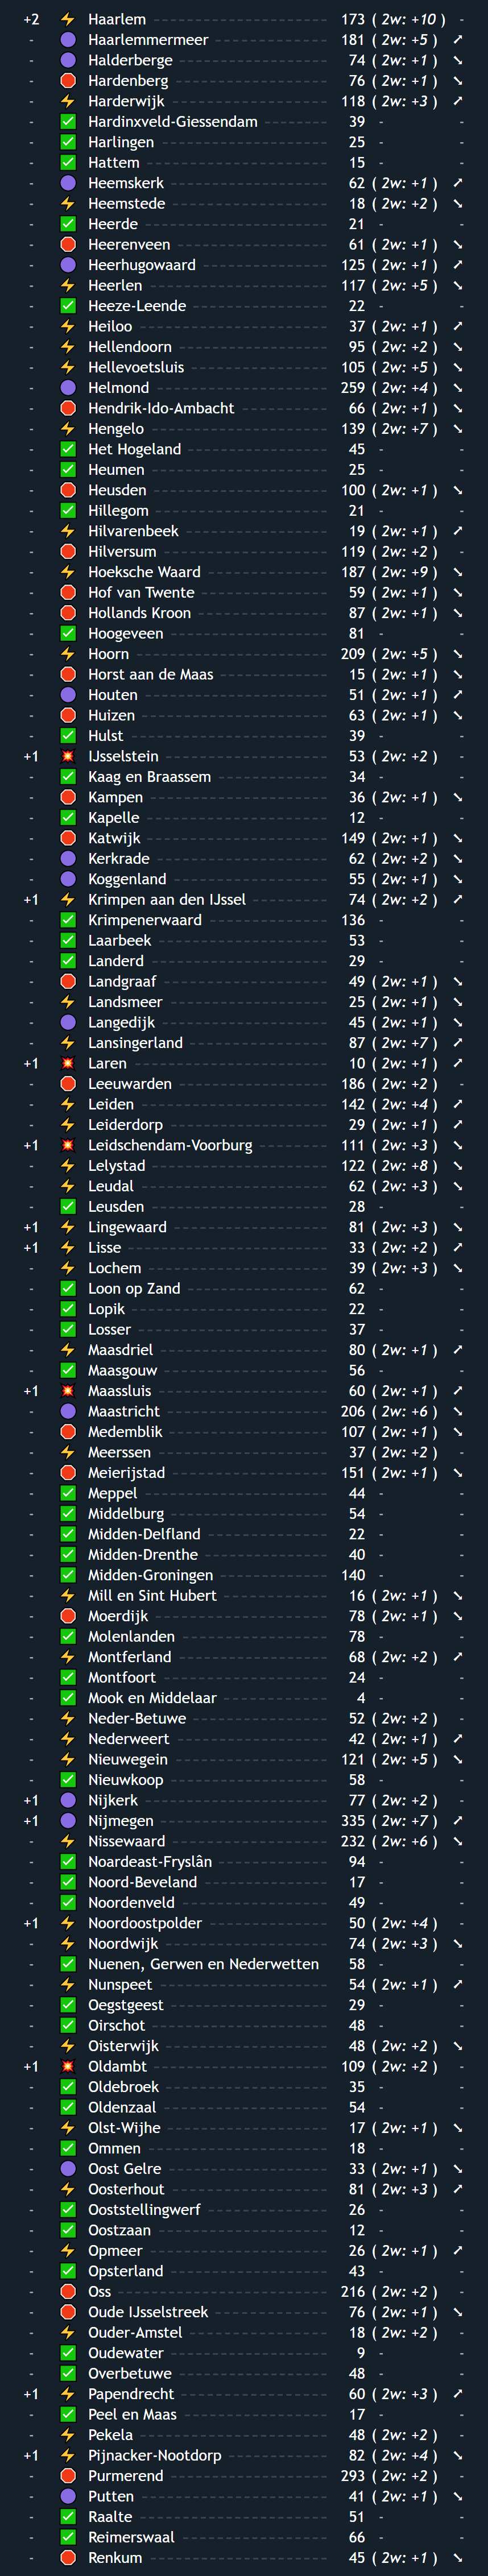 +2 ⚡ Haarlem 173 ( 2w: +10 ) -
- 🟣 Haarlemmermeer 181 ( 2w: +5 ) ➚
- 🟣 Halderberge 74 ( 2w: +1 ) ➘
- 🛑 Hardenberg 76 ( 2w: +1 ) ➘
- ⚡ Harderwijk 118 ( 2w: +3 ) ➚
- ✅ Hardinxveld-Giessendam 39 - -
- ✅ Harlingen 25 - -
- ✅ Hattem 15 - -
- 🟣 Heemskerk 62 ( 2w: +1 ) ➚
- ⚡ Heemstede 18 ( 2w: +2 ) ➘
- ✅ Heerde 21 - -
- 🛑 Heerenveen 61 ( 2w: +1 ) ➘
- 🟣 Heerhugowaard 125 ( 2w: +1 ) ➚
- ⚡ Heerlen 117 ( 2w: +5 ) ➘
- ✅ Heeze-Leende 22 - -
- ⚡ Heiloo 37 ( 2w: +1 ) ➚
- ⚡ Hellendoorn 95 ( 2w: +2 ) ➘
- ⚡ Hellevoetsluis 105 ( 2w: +5 ) ➘
- 🟣 Helmond 259 ( 2w: +4 ) ➘
- 🛑 Hendrik-Ido-Ambacht 66 ( 2w: +1 ) ➘
- ⚡ Hengelo 139 ( 2w: +7 ) ➘
- ✅ Het Hogeland 45 - -
- ✅ Heumen 25 - -
- 🛑 Heusden 100 ( 2w: +1 ) ➘
- ✅ Hillegom 21 - -
- ⚡ Hilvarenbeek 19 ( 2w: +1 ) ➚
- 🛑 Hilversum 119 ( 2w: +2 ) -
- ⚡ Hoeksche Waard 187 ( 2w: +9 ) ➘
- 🛑 Hof van Twente 59 ( 2w: +1 ) ➘
- 🛑 Hollands Kroon 87 ( 2w: +1 ) ➘
- ✅ Hoogeveen 81 - -
- ⚡ Hoorn 209 ( 2w: +5 ) ➘
- 🛑 Horst aan de Maas 15 ( 2w: +1 ) ➘
- 🟣 Houten 51 ( 2w: +1 ) ➚
- 🛑 Huizen 63 ( 2w: +1 ) ➘
- ✅ Hulst 39 - -
+1 💥 IJsselstein 53 ( 2w: +2 ) -
- ✅ Kaag en Braassem 34 - -
- 🛑 Kampen 36 ( 2w: +1 ) ➘
- ✅ Kapelle 12 - -
- 🛑 Katwijk 149 ( 2w: +1 ) ➘
- 🟣 Kerkrade 62 ( 2w: +2 ) ➘
- 🟣 Koggenland 55 ( 2w: +1 ) ➘
+1 ⚡ Krimpen aan den IJssel 74 ( 2w: +2 ) ➚
- ✅ Krimpenerwaard 136 - -
- ✅ Laarbeek 53 - -
- ✅ Landerd 29 - -
- 🛑 Landgraaf 49 ( 2w: +1 ) ➘
- ⚡ Landsmeer 25 ( 2w: +1 ) ➘
- 🟣 Langedijk 45 ( 2w: +1 ) ➘
- ⚡ Lansingerland 87 ( 2w: +7 ) ➚
+1 💥 Laren 10 ( 2w: +1 ) ➚
- 🛑 Leeuwarden 186 ( 2w: +2 ) -
- ⚡ Leiden 142 ( 2w: +4 ) ➚
- ⚡ Leiderdorp 29 ( 2w: +1 ) ➚
+1 💥 Leidschendam-Voorburg 111 ( 2w: +3 ) ➘
- ⚡ Lelystad 122 ( 2w: +8 ) ➘
- ⚡ Leudal 62 ( 2w: +3 ) ➘
- ✅ Leusden 28 - -
+1 ⚡ Lingewaard 81 ( 2w: +3 ) ➘
+1 ⚡ Lisse 33 ( 2w: +2 ) ➚
- ⚡ Lochem 39 ( 2w: +3 ) ➘
- ✅ Loon op Zand 62 - -
- ✅ Lopik 22 - -
- ✅ Losser 37 - -
- ⚡ Maasdriel 80 ( 2w: +1 ) ➚
- ✅ Maasgouw 56 - -
+1 💥 Maassluis 60 ( 2w: +1 ) ➚
- 🟣 Maastricht 206 ( 2w: +6 ) ➘
- 🛑 Medemblik 107 ( 2w: +1 ) ➘
- ⚡ Meerssen 37 ( 2w: +2 ) -
- 🛑 Meierijstad 151 ( 2w: +1 ) ➘
- ✅ Meppel 44 - -
- ✅ Middelburg 54 - -
- ✅ Midden-Delfland 22 - -
- ✅ Midden-Drenthe 40 - -
- ✅ Midden-Groningen 140 - -
- ⚡ Mill en Sint Hubert 16 ( 2w: +1 ) ➘
- 🛑 Moerdijk 78 ( 2w: +1 ) ➘
- ✅ Molenlanden 78 - -
- ⚡ Montferland 68 ( 2w: +2 ) ➚
- ✅ Montfoort 24 - -
- ✅ Mook en Middelaar 4 - -
- ⚡ Neder-Betuwe 52 ( 2w: +2 ) -
- ⚡ Nederweert 42 ( 2w: +1 ) ➚
- ⚡ Nieuwegein 121 ( 2w: +5 ) ➘
- ✅ Nieuwkoop 58 - -
+1 🟣 Nijkerk 77 ( 2w: +2 ) -
+1 🟣 Nijmegen 335 ( 2w: +7 ) ➚
- ⚡ Nissewaard 232 ( 2w: +6 ) ➘
- ✅ Noardeast-Fryslân 94 - -
- ✅ Noord-Beveland 17 - -
- ✅ Noordenveld 49 - -
+1 ⚡ Noordoostpolder 50 ( 2w: +4 ) -
- ⚡ Noordwijk 74 ( 2w: +3 ) ➘
- ✅ Nuenen, Gerwen en Nederwetten 58 - -
- ⚡ Nunspeet 54 ( 2w: +1 ) ➚
- ✅ Oegstgeest 29 - -
- ✅ Oirschot 48 - -
- ⚡ Oisterwijk 48 ( 2w: +2 ) ➘
+1 💥 Oldambt 109 ( 2w: +2 ) -
- ✅ Oldebroek 35 - -
- ✅ Oldenzaal 54 - -
- ⚡ Olst-Wijhe 17 ( 2w: +1 ) ➘
- ✅ Ommen 18 - -
- 🟣 Oost Gelre 33 ( 2w: +1 ) ➘
- ⚡ Oosterhout 81 ( 2w: +3 ) ➚
- ✅ Ooststellingwerf 26 - -
- ✅ Oostzaan 12 - -
- ⚡ Opmeer 26 ( 2w: +1 ) ➚
- ✅ Opsterland 43 - -
- 🛑 Oss 216 ( 2w: +2 ) -
- 🛑 Oude IJsselstreek 76 ( 2w: +1 ) ➘
- ⚡ Ouder-Amstel 18 ( 2w: +2 ) -
- ✅ Oudewater 9 - -
- ✅ Overbetuwe 48 - -
+1 ⚡ Papendrecht 60 ( 2w: +3 ) ➚
- ✅ Peel en Maas 17 - -
- ⚡ Pekela 48 ( 2w: +2 ) -
+1 ⚡ Pijnacker-Nootdorp 82 ( 2w: +4 ) ➘
- 🛑 Purmerend 293 ( 2w: +2 ) -
- 🟣 Putten 41 ( 2w: +1 ) ➘
- ✅ Raalte 51 - -
- ✅ Reimerswaal 66 - -
- 🛑 Renkum 45 ( 2w: +1 ) ➘